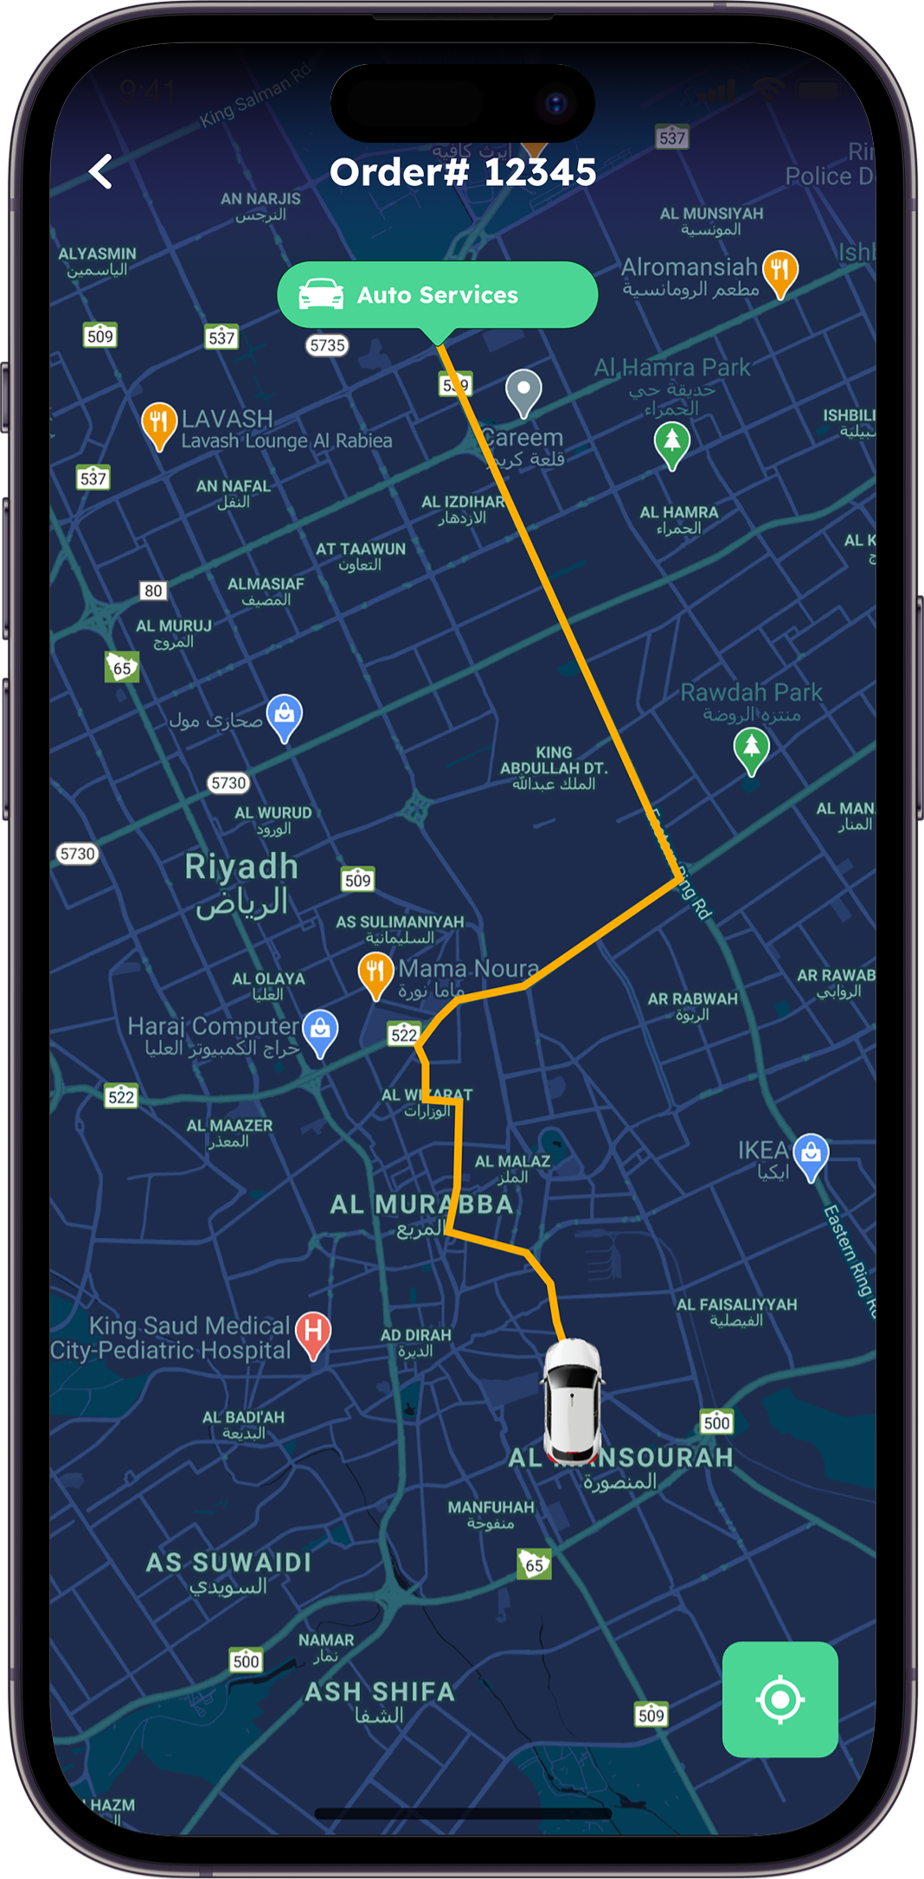 9:41
King Salman Rd
537
ايرث كافيه
Order# 12345
Police D
AN NARJIS
النرجس
AL MUNSIYAH
المونسية
ALYASMIN
الياسمين
Alromansiah
مطعم الرومانسية
Auto Services
509
537
5735
Al Hamra Park
حديقة حي
الحمراء
559
LAVASH
Lavash Lounge Al Rabiea
Careem
قلعة كريم
ISHBILI
537
AN NAFAL
النفل
AL IZDIHAR
الازدهار
AL HAMRA
الحمراء
AT TAAWUN
التعاون
AL K
80
ALMASIAF
المصيف
AL MURUJ
المروج
65
Rawdah Park
منتزه الروضة
صحارى مول
KING
ABDULLAH DT.
الملك عبدالله
5730
AL WURUD
الورود
AL MAN
المنار
5730
Riyadh
الرياض
509
Ring Rd
AS SULIMANIYAH
السليمانية
Mama Noura
ماما نورة
AL OLAYA
العليا
AR RAWAB
الروابي
AR RABWAH
الربوة
Haraj Computer
حراج الكمبيوتر العليا
522
522
AL WIZARAT
الوزارات
AL MAAZER
المعذر
IKEA
ايكيا
AL MALAZ
الملز
AL MURABBA
المربع
Eastern Ring R
AL FAISALIYYAH
الفيصلية
King Saud Medical
City-Pediatric Hospital
H
AD DIRAH
الديرة
AL BADI'AH
البديعة
500
AL MANSOURAH
المنصورة
MANFUHAH
منفوحة
65
AS SUWAIDI
السويدي
NAMAR
نمار
500
ASH SHIFA
الشفا
509
HAZM